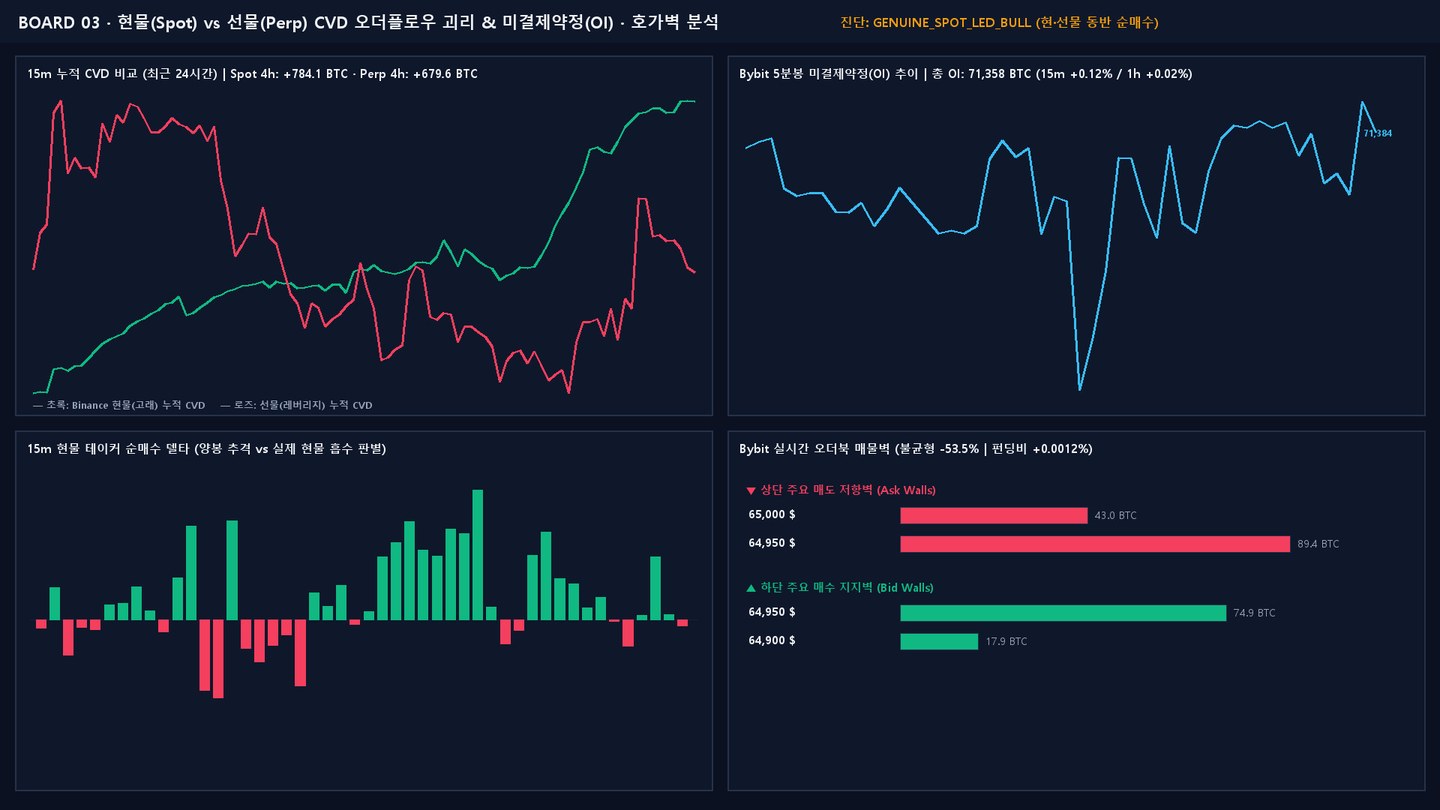 BOARD 03 · 현물(Spot) vs 선물(Perp) CVD 오더플로우 괴리 & 미결제약정(OI) · 호가벽 분석
진단: GENUINE_SPOT_LED_BULL (현·선물 동반 순매수)
15m 누적 CVD 비교 (최근 24시간) | Spot 4h: +784.1 BTC · Perp 4h: +679.6 BTC
— 초록: Binance 현물(고래) 누적 CVD — 로즈: 선물(레버리지) 누적 CVD
Bybit 5분봉 미결제약정(OI) 추이 | 총 OI: 71,358 BTC (15m +0.12% / 1h +0.02%)
71,384
15m 현물 테이커 순매수 델타 (양봉 추격 vs 실제 현물 흡수 판별)
Bybit 실시간 오더북 매물벽 (불균형 -53.5% | 펀딩비 +0.0012%)
▼ 상단 주요 매도 저항벽 (Ask Walls)
65,000 $ 43.0 BTC
64,950 $ 89.4 BTC
▲ 하단 주요 매수 지지벽 (Bid Walls)
64,950 $ 74.9 BTC
64,900 $ 17.9 BTC